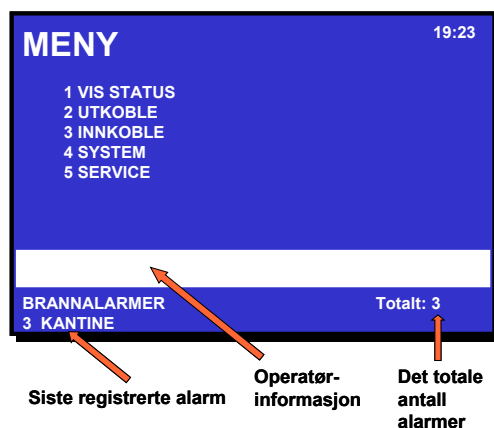 MENY
19:23
1 VIS STATUS
2 UTKOBLE
3 INNKOBLE
4 SYSTEM
5 SERVICE
BRANNALARMER
Totalt: 3
3 KANTINE
Siste registrerte alarm
Operatør-
informasjon
Det totale
antall
alarmer